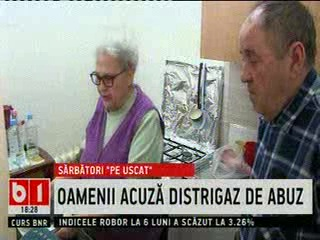 SĂRBĂTORI "PE USCAT"
B1
OAMENII ACUZĂ DISTRIGAZ DE ABUZ
18:28
CURS BNR
INDICELE ROBOR LA 6 LUNI A SCĂZUT LA 3.26%